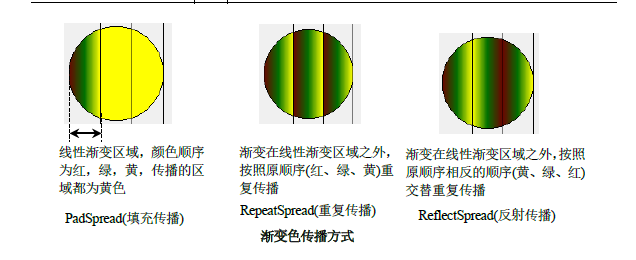 线性渐变区域，颜色顺序
为红，绿，黄，传播的区
域都为黄色
PadSpread(填充传播)
渐变在线性渐变区域之外，
按照原顺序(红、绿、黄)重
复传播
RepeatSpread(重复传播)
渐变在线性渐变区域之外，按照
原顺序相反的顺序(黄、绿、红)
交替重复传播
ReflectSpread(反射传播)
渐变色传播方式